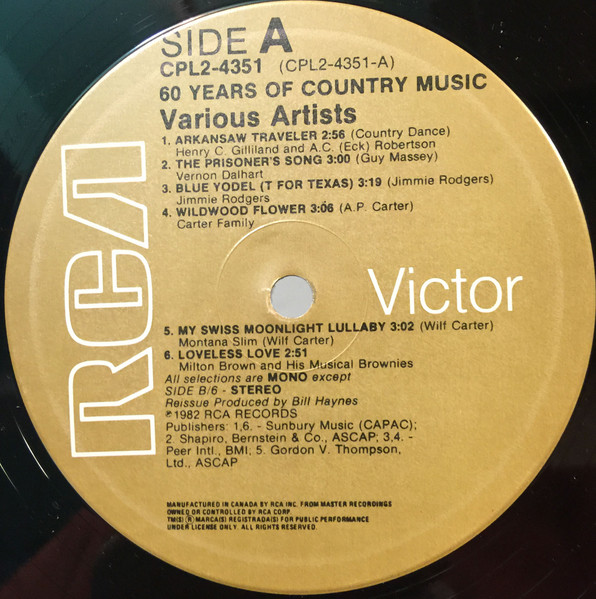 SIDE A
CPL2-4351 (CPL2-4351-A)
60 YEARS OF COUNTRY MUSIC
Various Artists
1. ARKANSAW TRAVELER 2:56 (Country Dance)
Henry C. Gilliland and A.C. (Eck) Robertson
2. THE PRISONER'S SONG 3:00 (Guy Massey)
Vernon Dalhart
3. BLUE YODEL (T FOR TEXAS) 3:19 (Jimmie Rodgers)
Jimmie Rodgers
4. WILDWOOD FLOWER 3:06 (A.P. Carter)
Carter Family
RCA
Victor
5. MY SWISS MOONLIGHT LULLABY 3:02 (Wilf Carter)
Montana Slim (Wilf Carter)
6. LOVELESS LOVE 2:51
Milton Brown and His Musical Brownies
All selections are MONO except
SIDE B/6 - STEREO
Reissue Produced by Bill Haynes
℗1982 RCA RECORDS
Publishers: 1,6. - Sunbury Music (CAPAC);
2. Shapiro, Bernstein & Co., ASCAP; 3,4. -
Peer Intl., BMI; 5. Gordon V. Thompson,
Ltd., ASCAP
MANUFACTURED IN CANADA BY RCA INC. FROM MASTER RECORDINGS
OWNED OR CONTROLLED BY RCA CORP.
TM(S) (R) MARCA(S) REGISTRADA(S) FOR PUBLIC PERFORMANCE
UNDER LICENSE ONLY. ALL RIGHTS RESERVED.